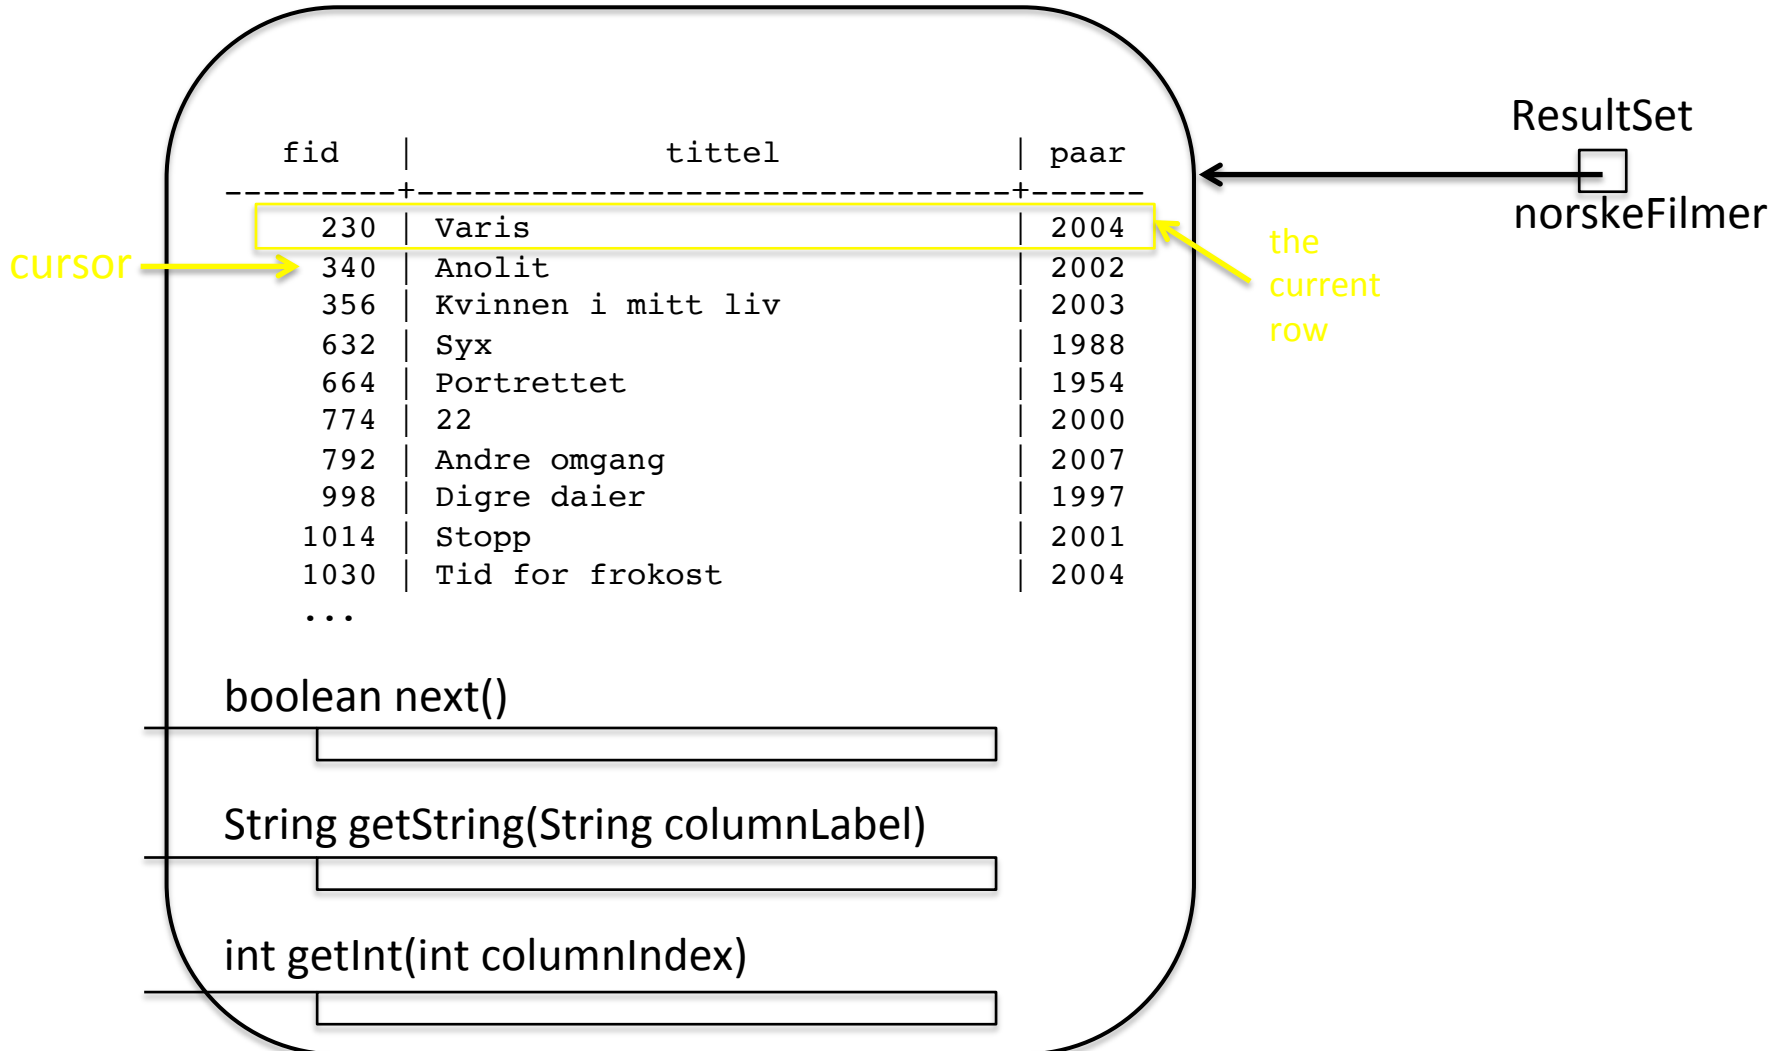 ResultSet
norskeFilmer
fid | tittel | paar
---------+-------------------------------+------
230 | Varis | 2004
340 | Anolit | 2002
356 | Kvinnen i mitt liv | 2003
632 | Syx | 1988
664 | Portrettet | 1954
774 | 22 | 2000
792 | Andre omgang | 2007
998 | Digre daier | 1997
1014 | Stopp | 2001
1030 | Tid for frokost | 2004
...
cursor
the
current
row
boolean next()
String getString(String columnLabel)
int getInt(int columnIndex)